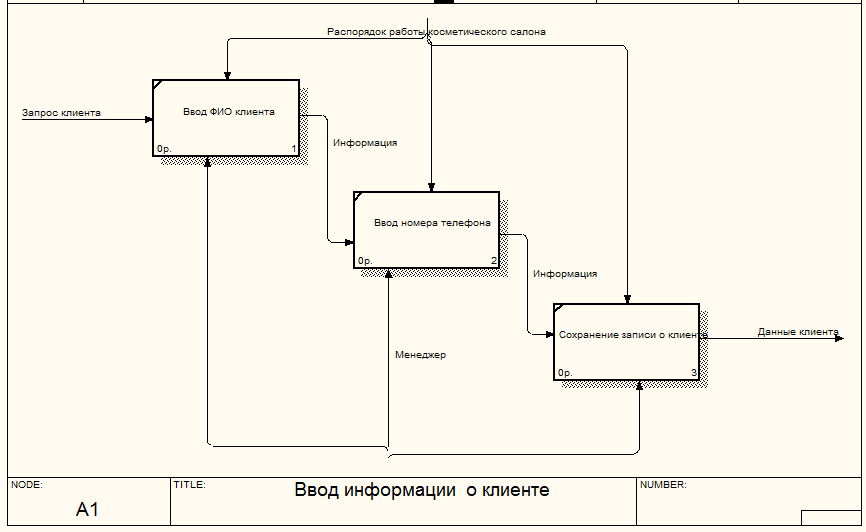 Распорядок работы косметического салона
Запрос клиента
Ввод ФИО клиента
0р.
1
Информация
Ввод номера телефона
0р.
2
Информация
Сохранение записи о клиенте
0р.
3
Данные клиента
Менеджер
NODE:
A1
TITLE:
Ввод информации о клиенте
NUMBER: